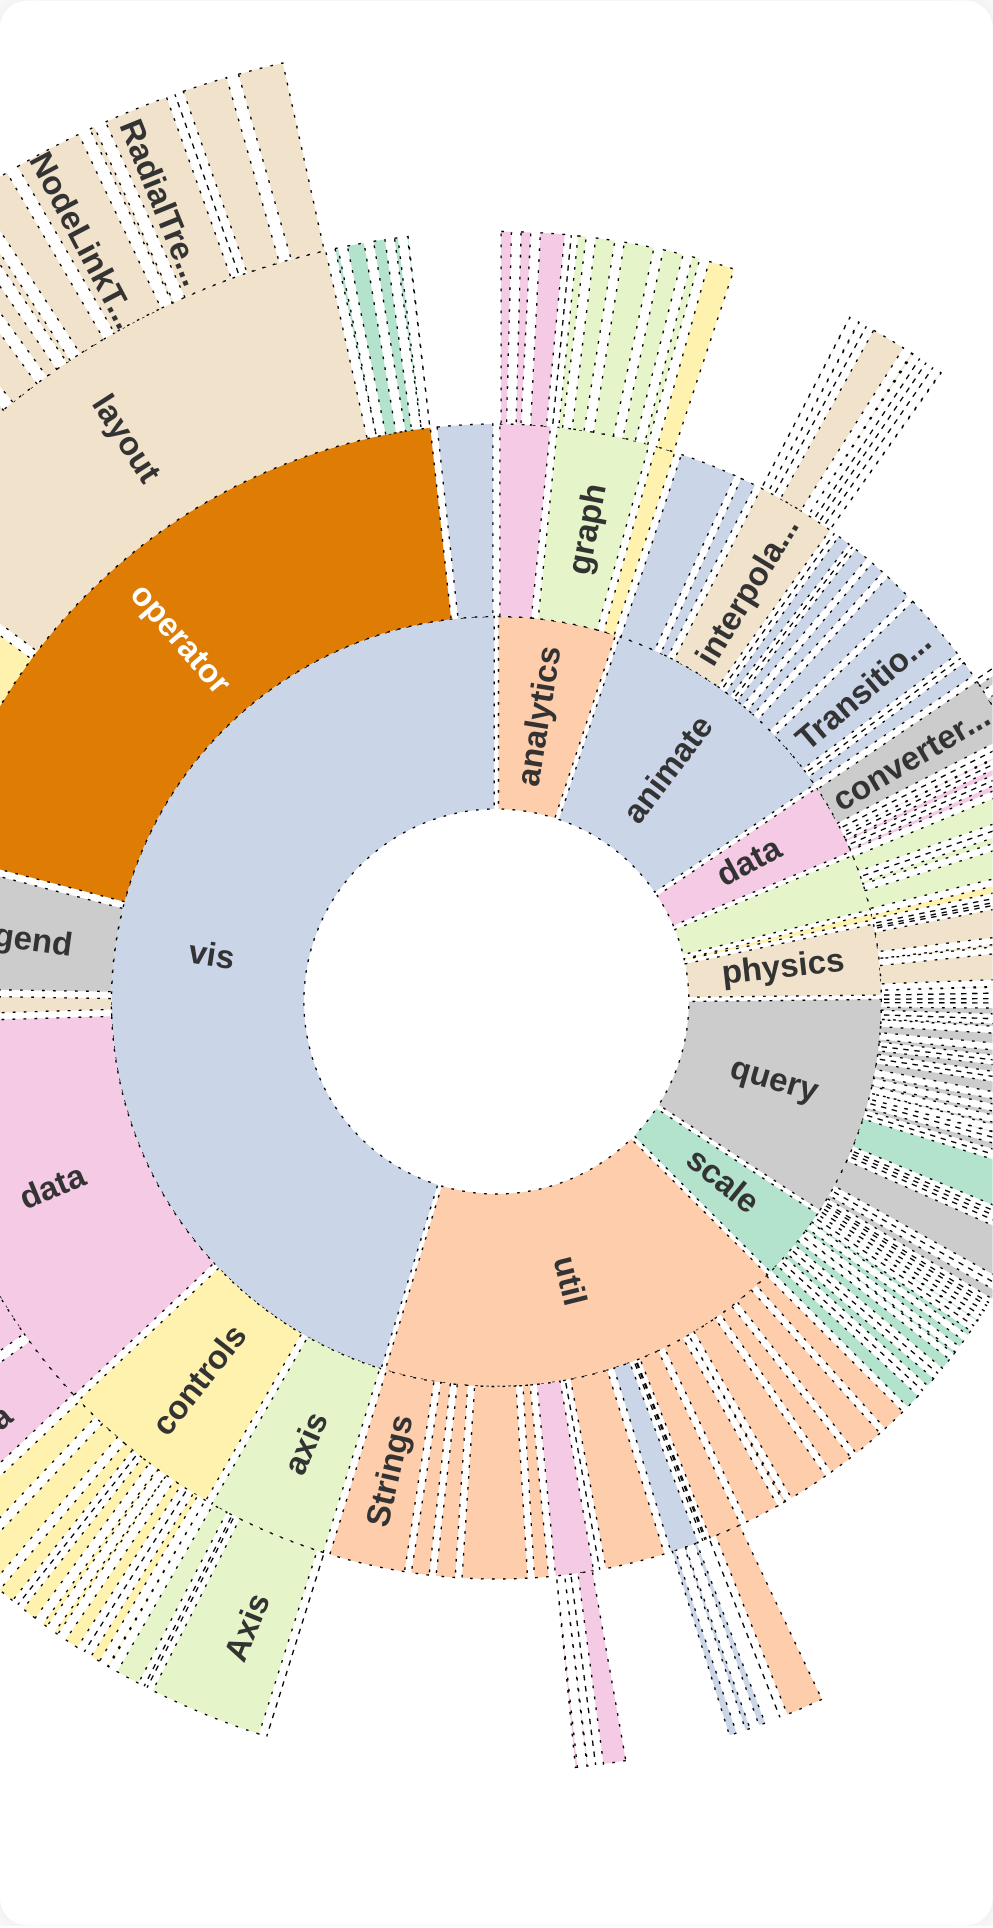 RadialTre...
NodeLinkT...
layout
operator
graph
interpola...
analytics
Transitio...
animate
converter...
data
vis
gend
physics
query
data
scale
util
controls
axis
a
Strings
Axis